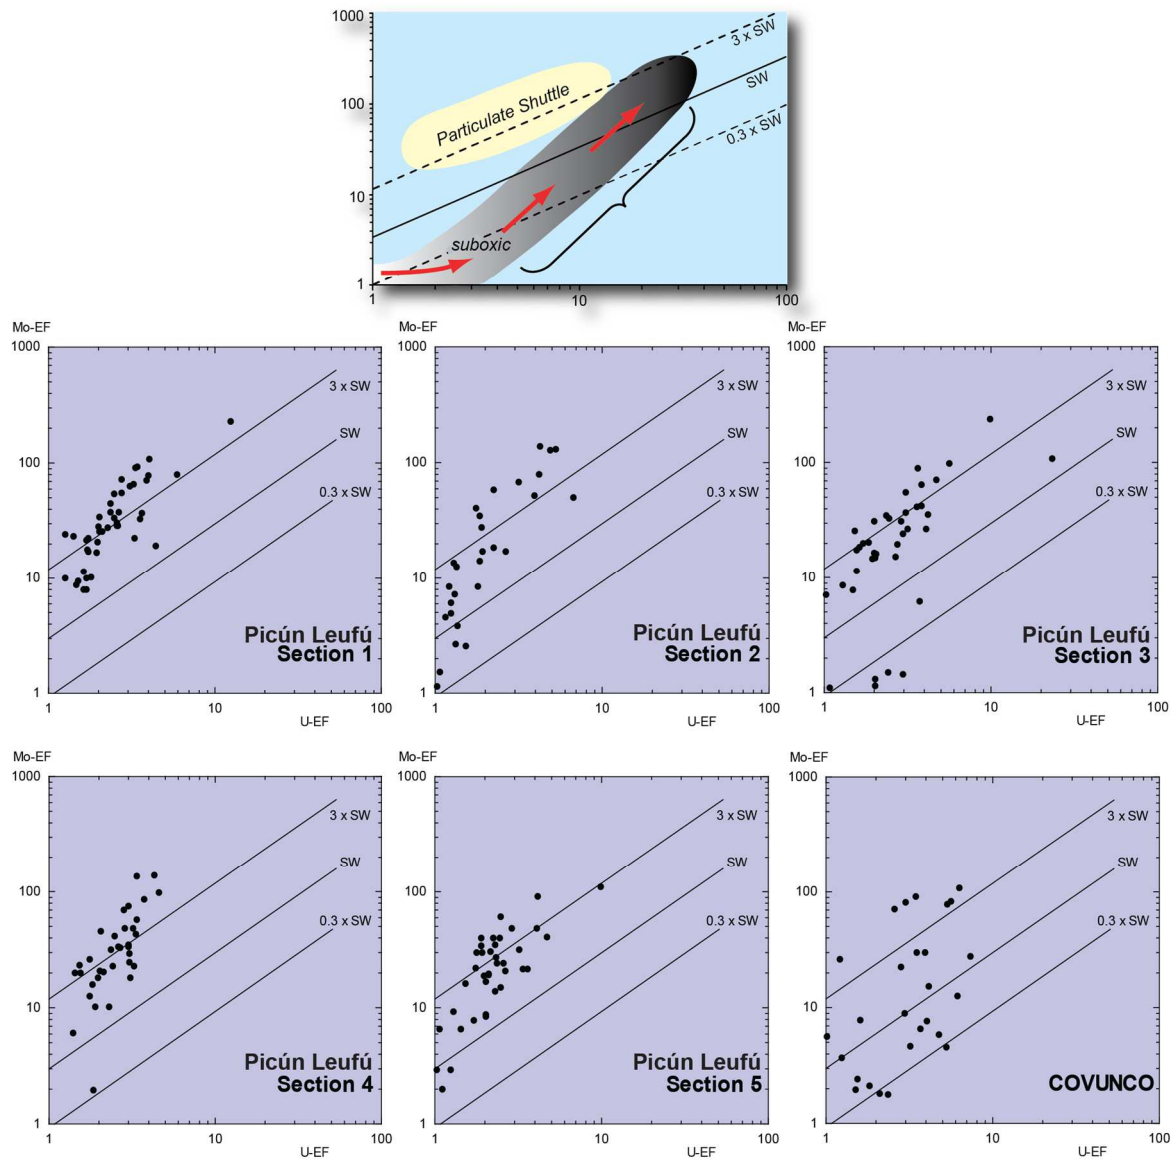 1000
100
10
1
1
10
100
Particulate Shuttle
suboxic
3 x SW
SW
0.3 x SW
Mo-EF
1000
100
10
1
3 x SW
SW
0.3 x SW
Picún Leufú
Section 1
1
10
100
U-EF
Mo-EF
1000
100
10
1
3 x SW
SW
0.3 x SW
Picún Leufú
Section 2
1
10
100
U-EF
1000
100
10
1
3 x SW
SW
0.3 x SW
Picún Leufú
Section 3
1
10
100
U-EF
Mo-EF
1000
100
10
1
3 x SW
SW
0.3 x SW
Picún Leufú
Section 4
1
10
100
U-EF
Mo-EF
1000
100
10
1
3 x SW
SW
0.3 x SW
Picún Leufú
Section 5
1
10
100
U-EF
Mo-EF
1000
100
10
1
3 x SW
SW
0.3 x SW
COVUNCO
1
10
100
U-EF